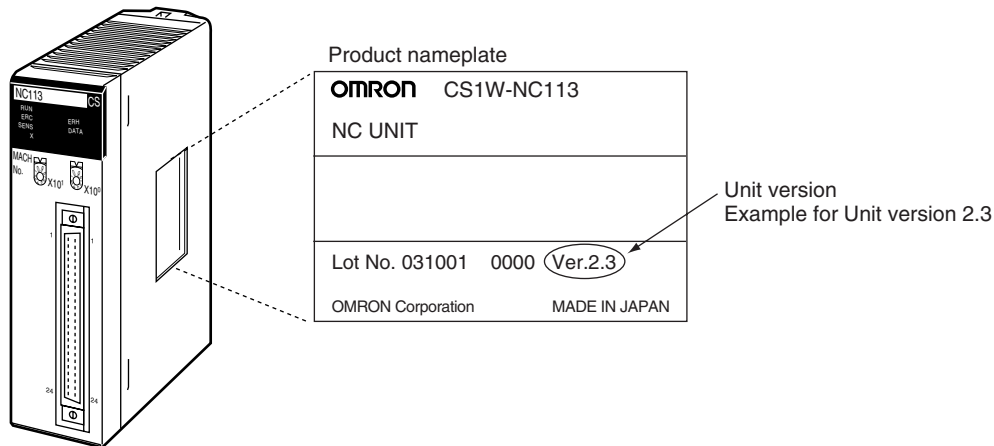 Product nameplate
OMRON CS1W-NC113
NC UNIT
Lot No. 031001 0000 Ver.2.3
OMRON Corporation MADE IN JAPAN
Unit version
Example for Unit version 2.3
NC113 CS
RUN
ERC ERH
SENS DATA
X
MACH
No. X10¹ X10⁰
1 1
24 24